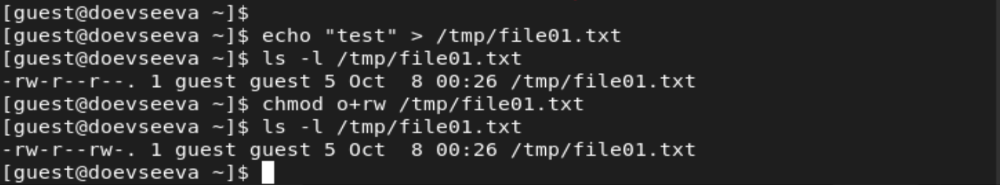 [guest@doevseeva ~]$
[guest@doevseeva ~]$ echo "test" > /tmp/file01.txt
[guest@doevseeva ~]$ ls -l /tmp/file01.txt
-rw-r--r--. 1 guest guest 5 Oct  8 00:26 /tmp/file01.txt
[guest@doevseeva ~]$ chmod o+rw /tmp/file01.txt
[guest@doevseeva ~]$ ls -l /tmp/file01.txt
-rw-r--rw-. 1 guest guest 5 Oct  8 00:26 /tmp/file01.txt
[guest@doevseeva ~]$